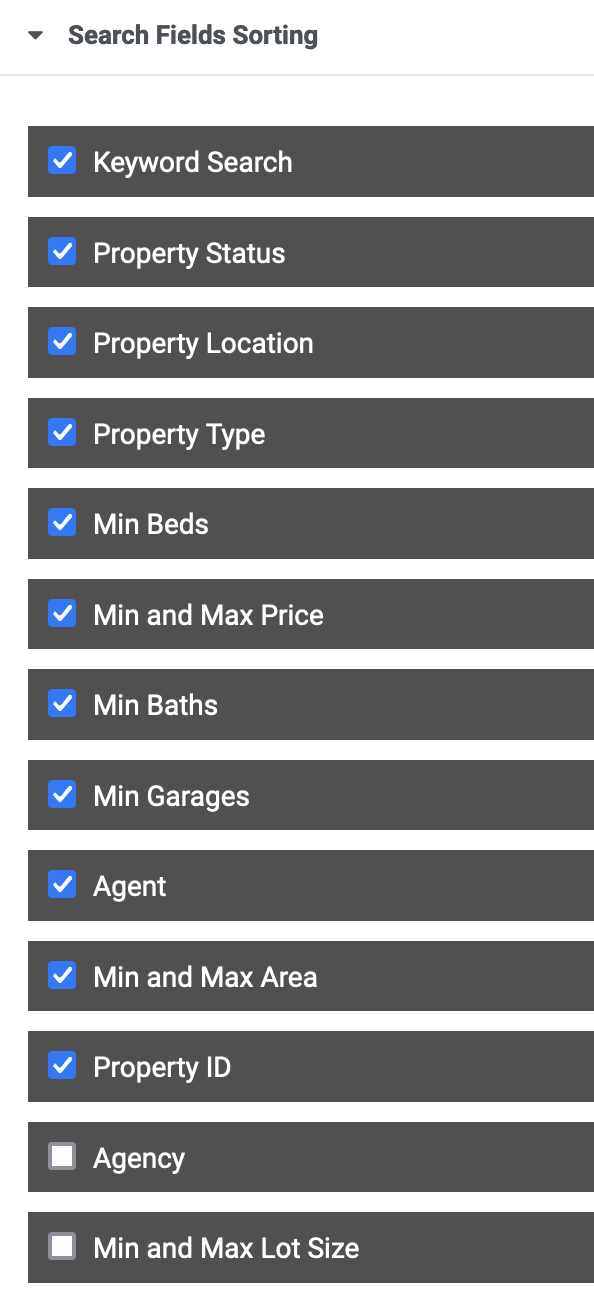 Search Fields Sorting
Keyword Search
Property Status
Property Location
Property Type
Min Beds
Min and Max Price
Min Baths
Min Garages
Agent
Min and Max Area
Property ID
Agency
Min and Max Lot Size